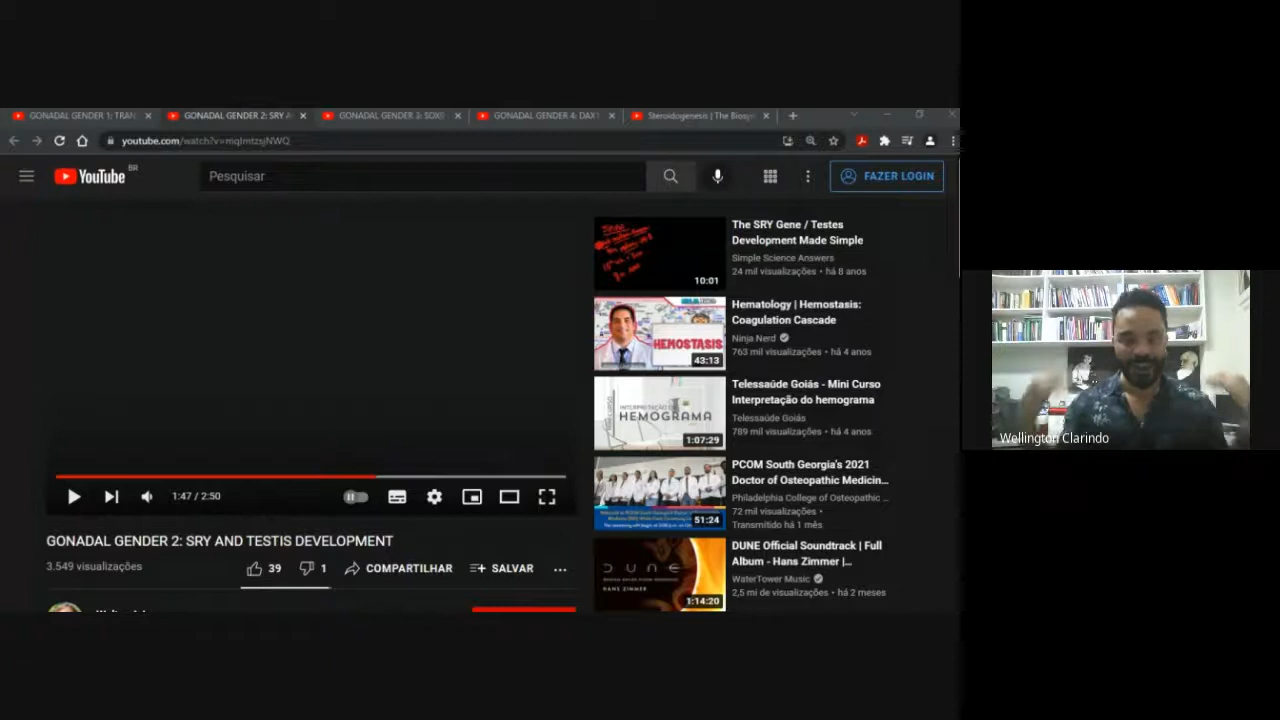 GONADAL GENDER 1: TRAN
GONADAL GENDER 2: SRY A
GONADAL GENDER 3: SOX9
GONADAL GENDER 4: DAX1
Steroidogenesis | The Biosyn
youtube.com/watch?v=mqlmtzsjNWQ
YouTube BR
Pesquisar
FAZER LOGIN
The SRY Gene / Testes
Development Made Simple
Simple Science Answers
24 mil visualizações • há 8 anos
10:01
Hematology | Hemostasis:
Coagulation Cascade
Ninja Nerd
763 mil visualizações • há 4 anos
HEMOSTASIS
43:13
Telessaúde Goiás - Mini Curso
Interpretação do hemograma
Telessaúde Goiás
789 mil visualizações • há 4 anos
HEMOGRAMA
1:07:29
PCOM South Georgia's 2021
Doctor of Osteopathic Medicin...
Philadelphia College of Osteopathic ...
72 mil visualizações •
Transmitido há 1 mês
51:24
DUNE Official Soundtrack | Full
Album - Hans Zimmer |...
WaterTower Music
2,5 mi de visualizações • há 2 meses
DUNE
HANS ZIMMER
1:14:20
1:47 / 2:50
GONADAL GENDER 2: SRY AND TESTIS DEVELOPMENT
3.549 visualizações
39
1
COMPARTILHAR
SALVAR
Wellington Clarindo